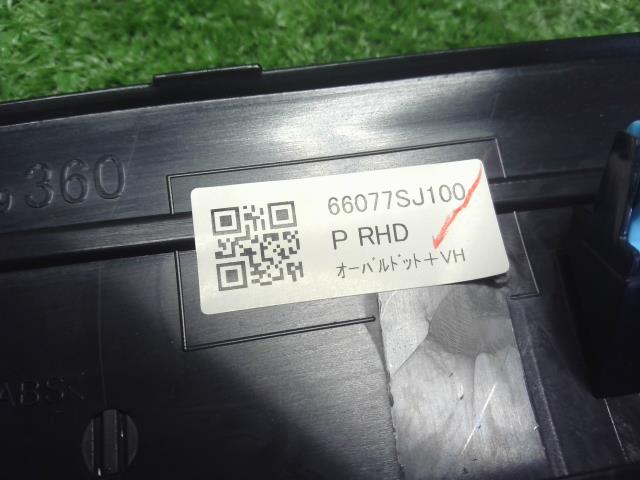 360
66077SJ100
P RHD
ｵｰﾊﾞﾙﾄﾞｯﾄ+VH
ABS<